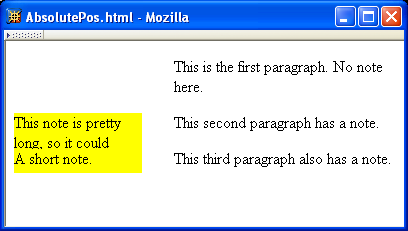 AbsolutePos.html - Mozilla
This is the first paragraph. No note
here.
This note is pretty
long, so it could
A short note.
This second paragraph has a note.
This third paragraph also has a note.